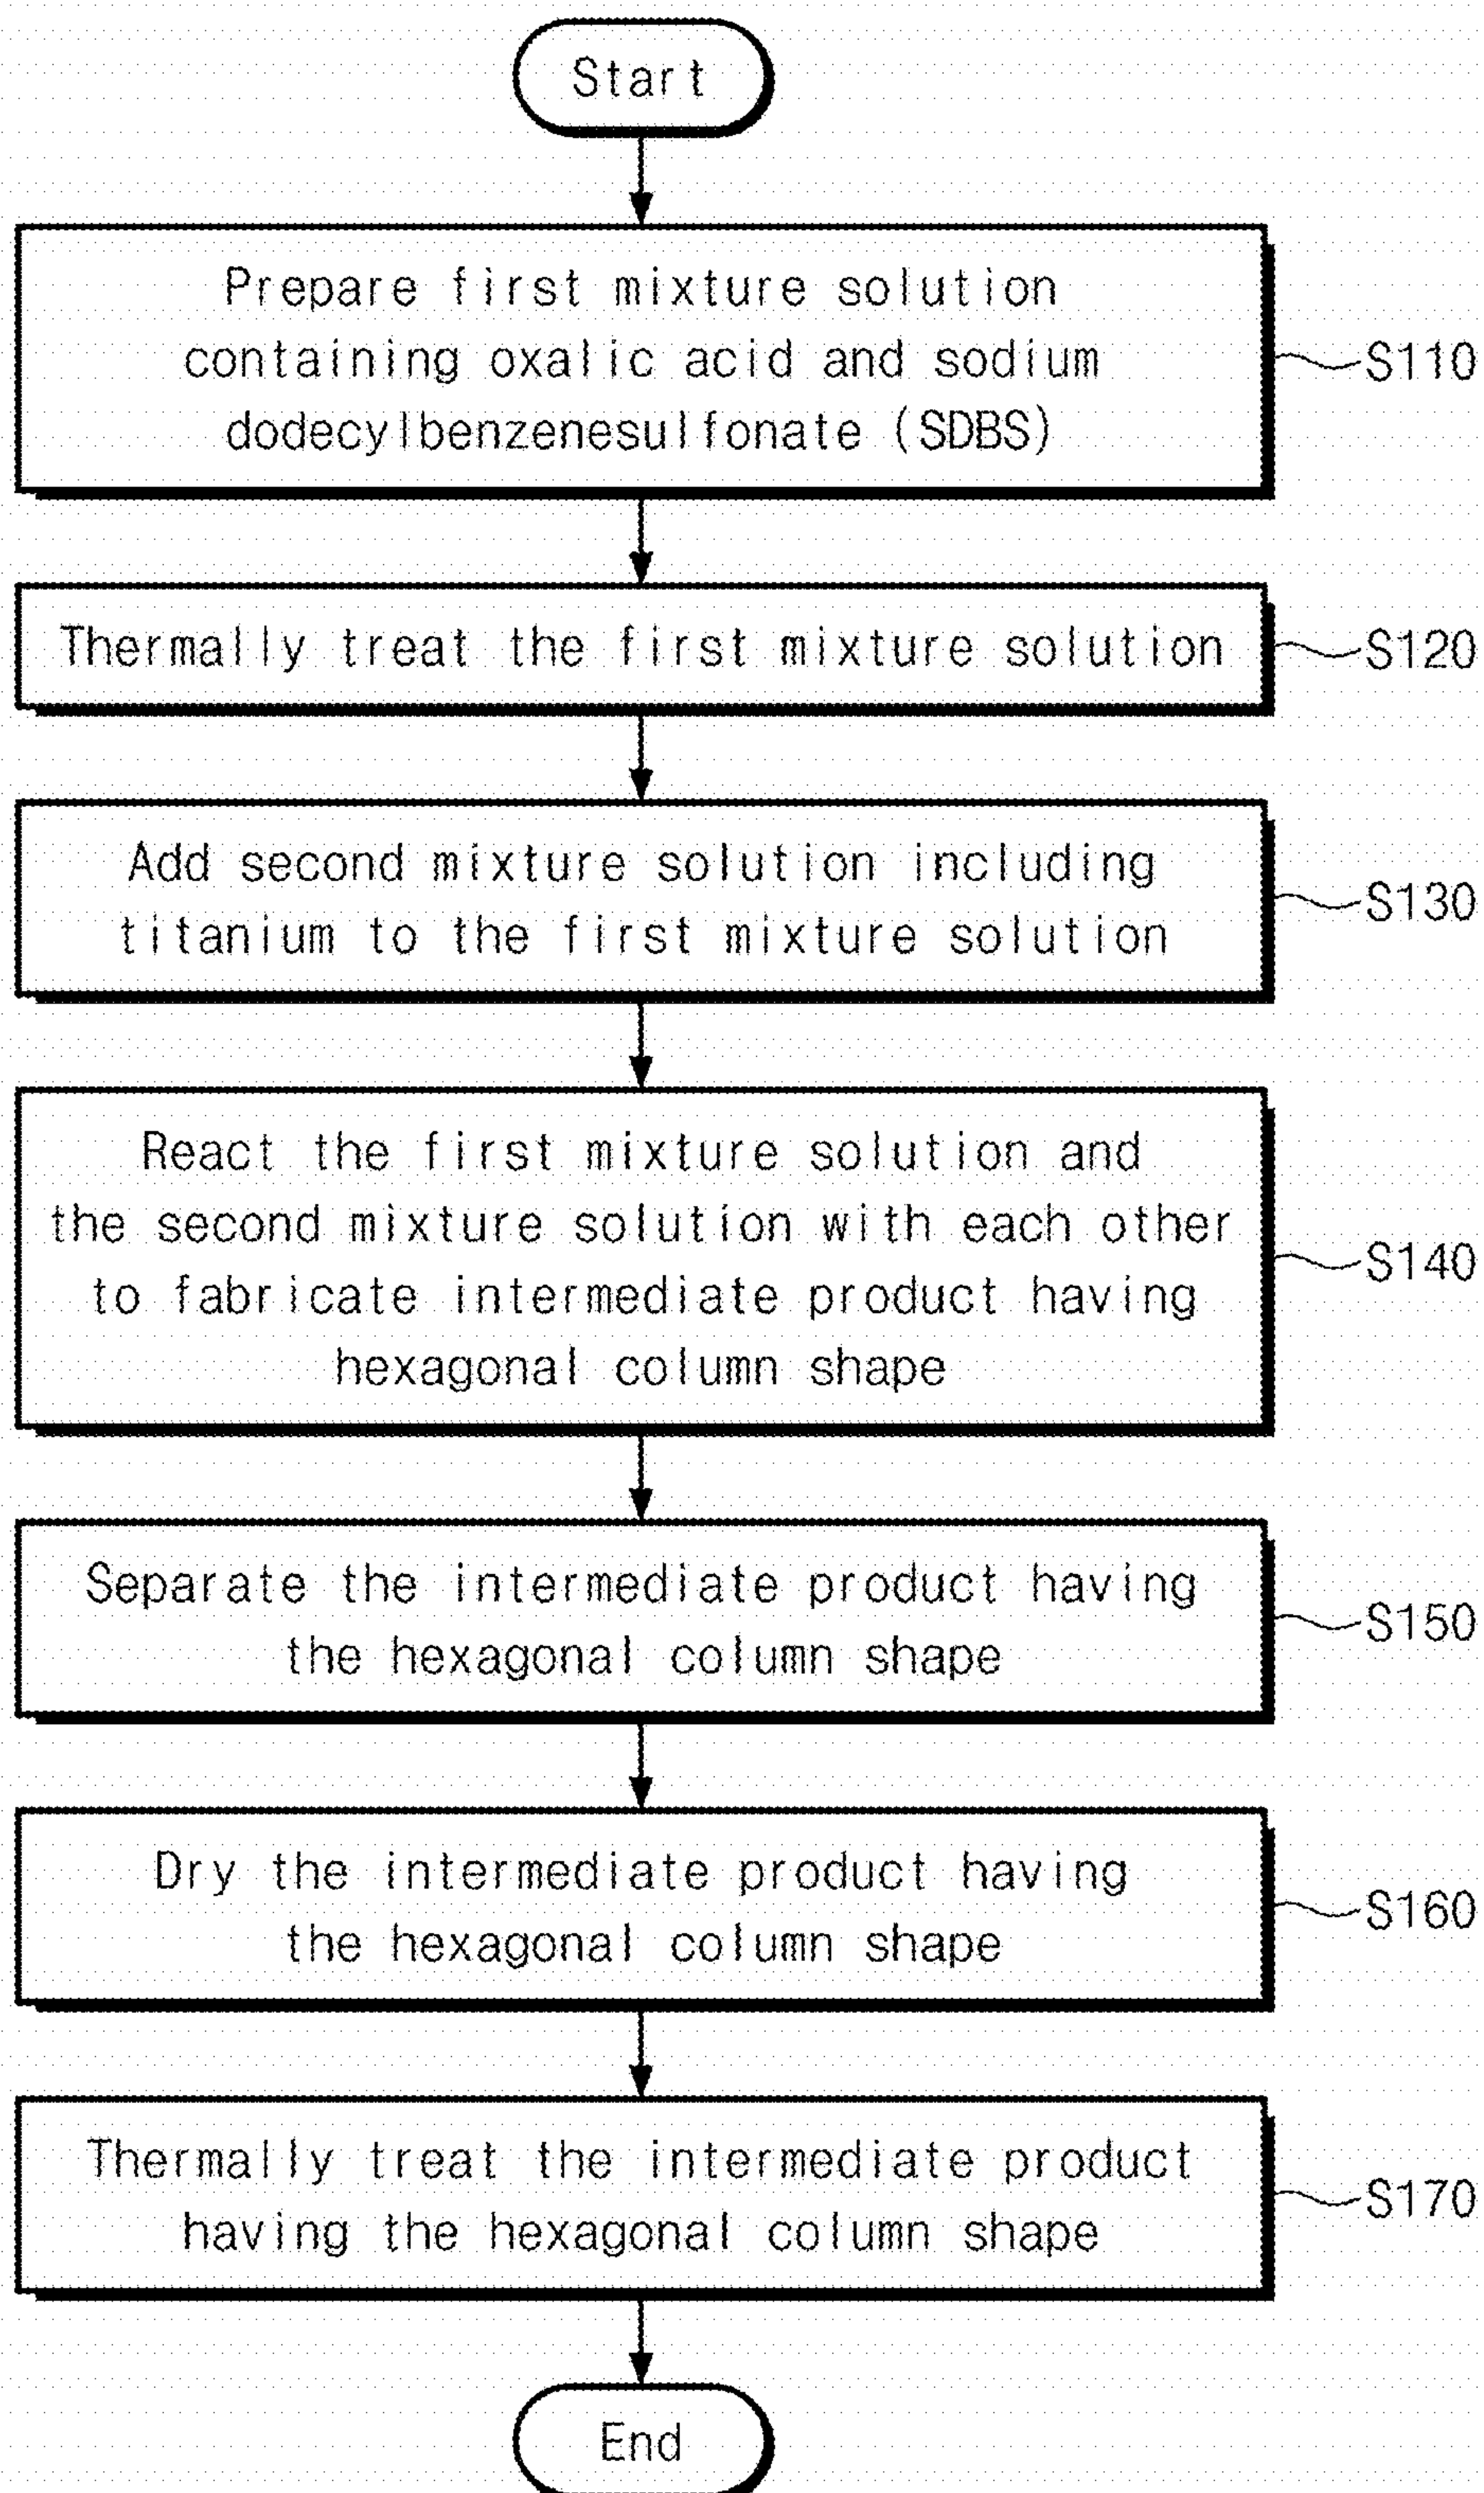 Start
Prepare first mixture solution
containing oxalic acid and sodium
dodecylbenzenesulfonate (SDBS)
S110
Thermally treat the first mixture solution
S120
Add second mixture solution including
titanium to the first mixture solution
S130
React the first mixture solution and
the second mixture solution with each other
to fabricate intermediate product having
hexagonal column shape
S140
Separate the intermediate product having
the hexagonal column shape
S150
Dry the intermediate product having
the hexagonal column shape
S160
Thermally treat the intermediate product
having the hexagonal column shape
S170
End